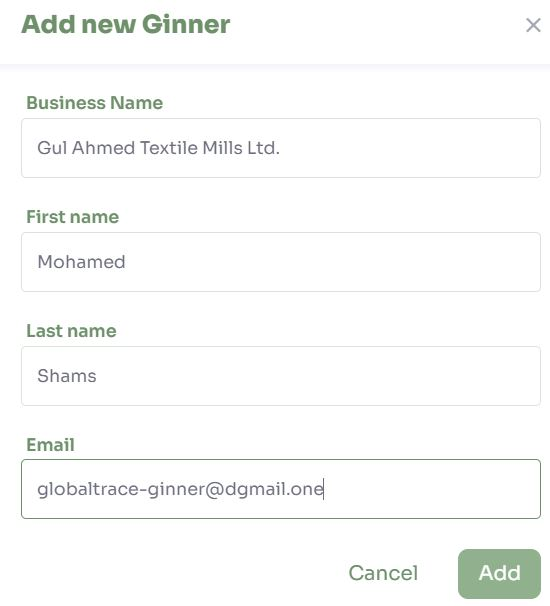 Add new Ginner
Business Name
Gul Ahmed Textile Mills Ltd.
First name
Mohamed
Last name
Shams
Email
globaltrace-ginner@dgmail.one
Cancel Add